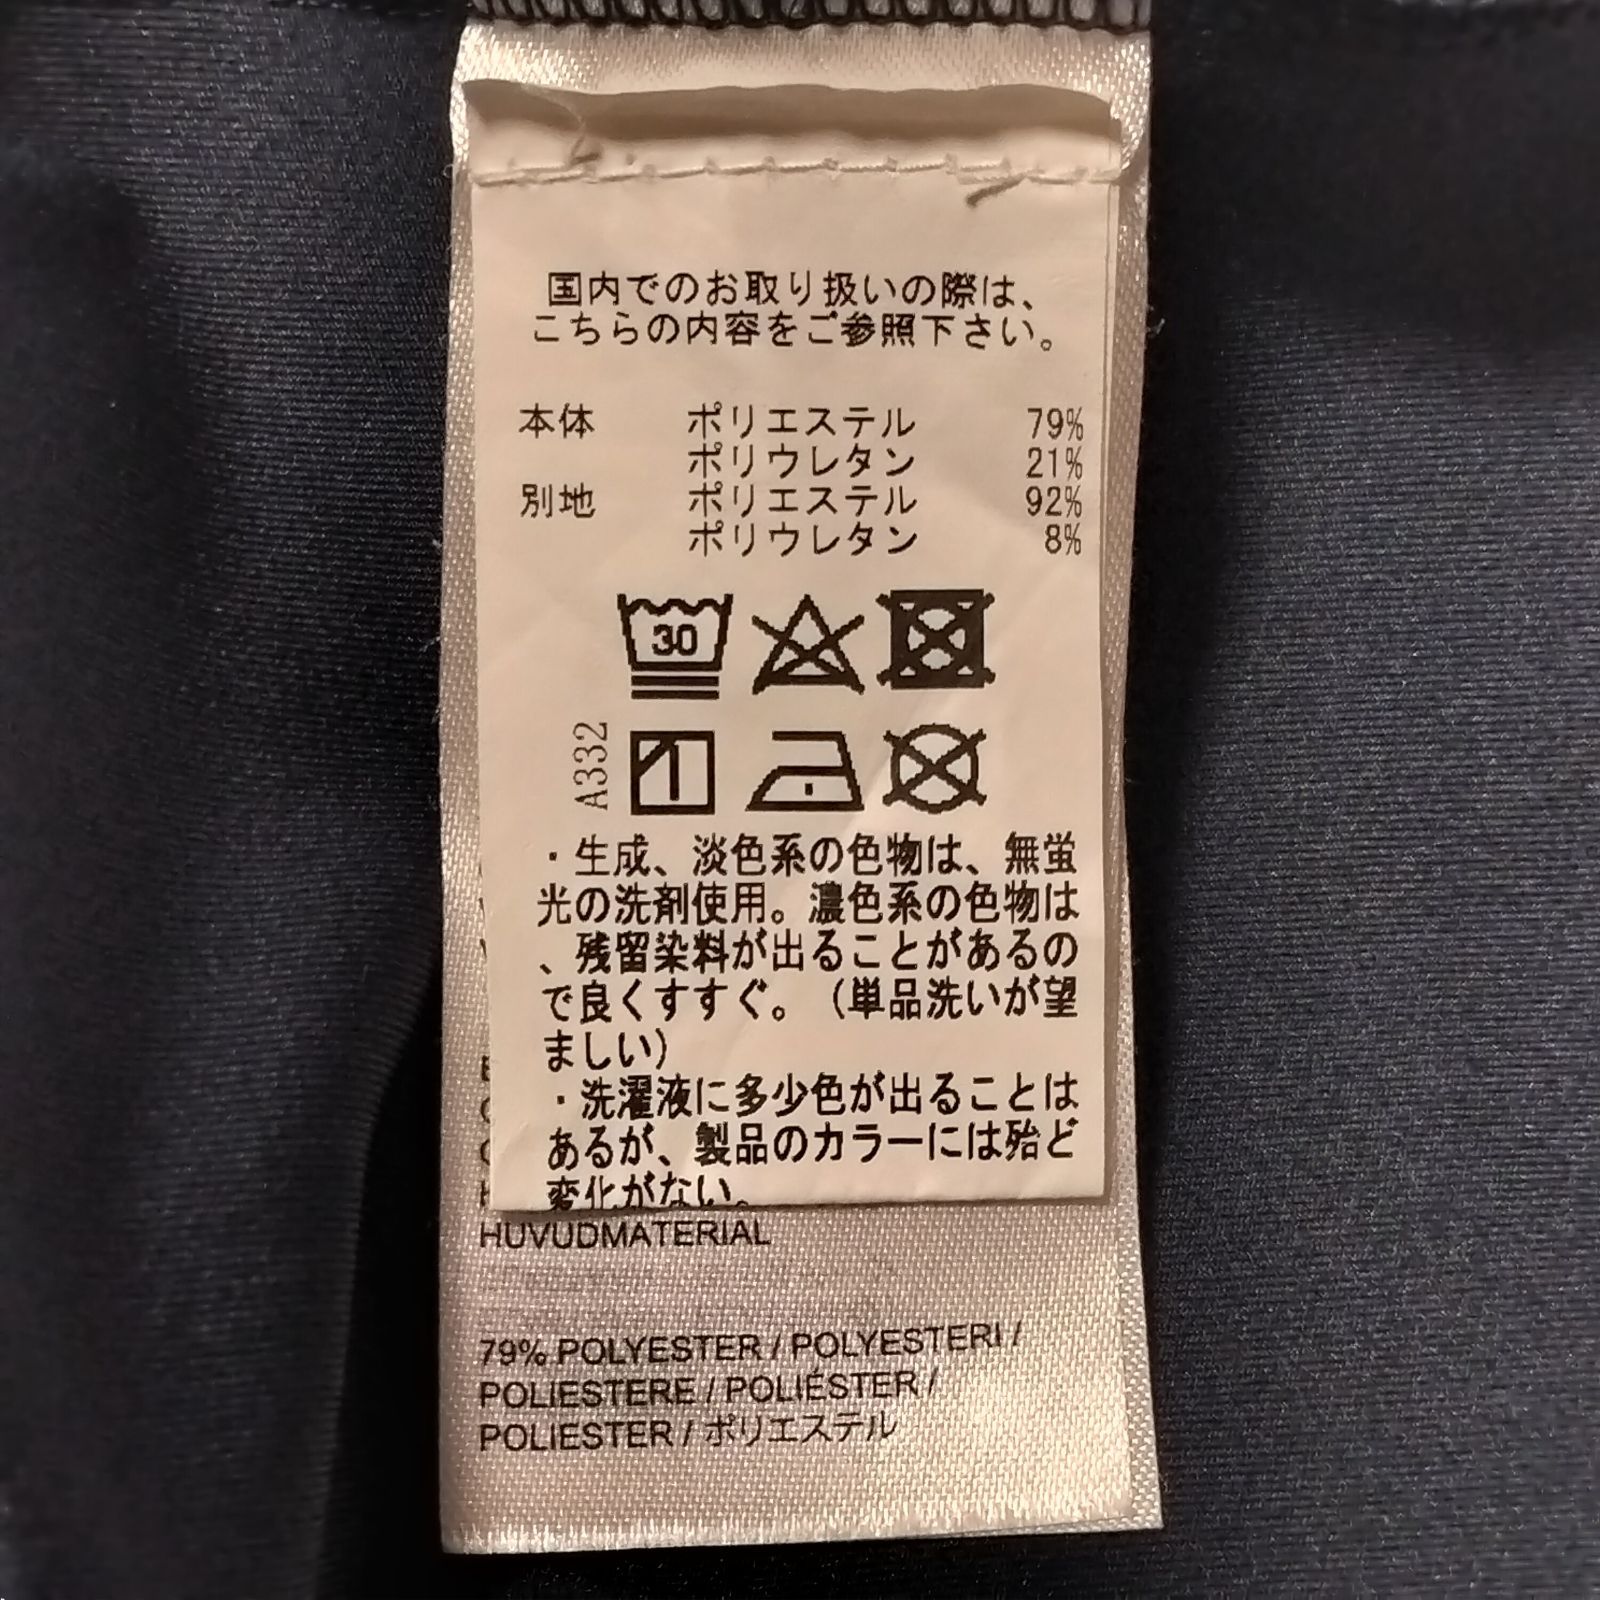 国内でのお取り扱いの際は、
こちらの内容をご参照下さい。
本体 ポリエステル 79%
ポリウレタン 21%
別地 ポリエステル 92%
ポリウレタン 8%
30
A332
・生成、淡色系の色物は、無蛍
光の洗剤使用。濃色系の色物は
、残留染料が出ることがあるの
で良くすすぐ。（単品洗いが望
ましい）
・洗濯液に多少色が出ることは
あるが、製品のカラーには殆ど
変化がない。
HUVUDMATERIAL
79% POLYESTER / POLYESTERI /
POLIESTERE / POLIÉSTER /
POLIESTER / ポリエステル